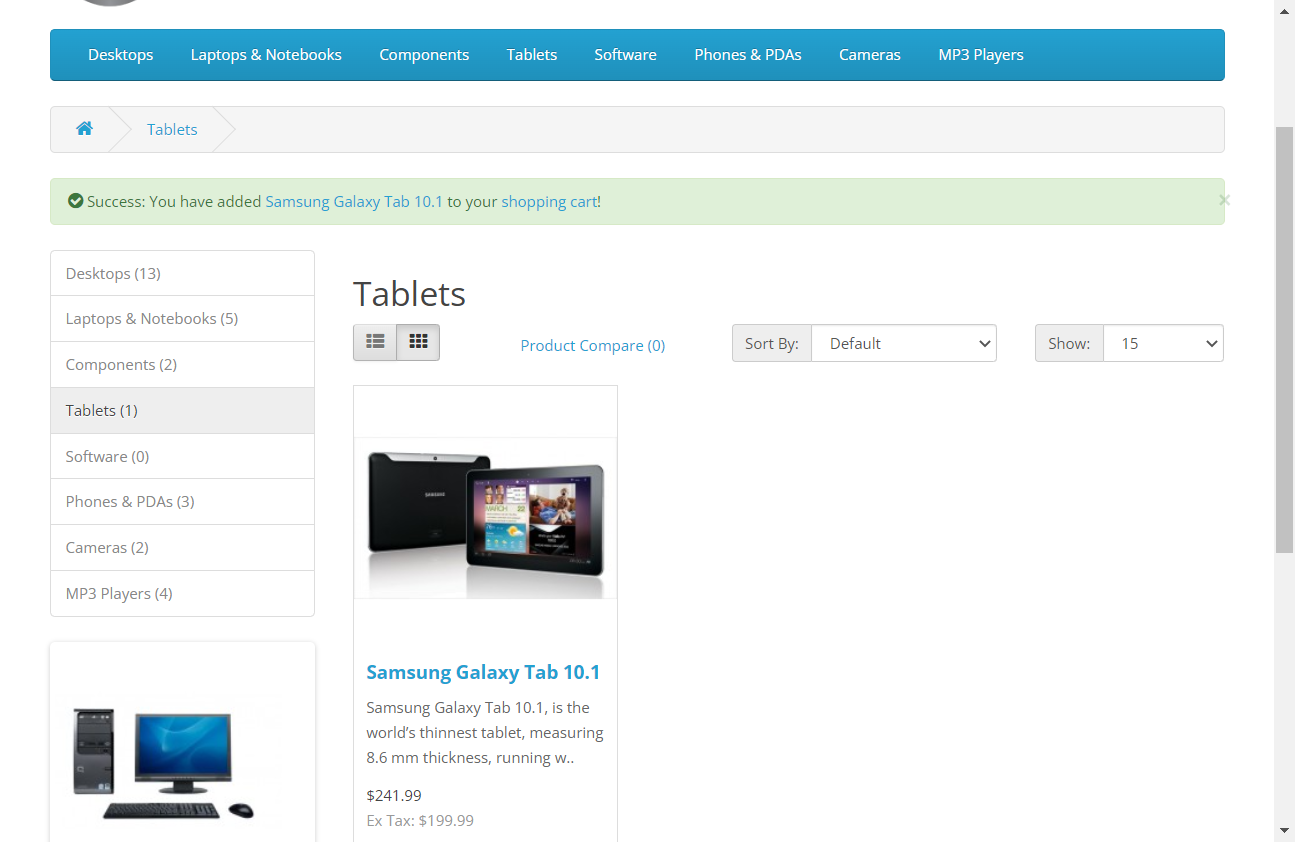 Desktops Laptops & Notebooks Components Tablets Software Phones & PDAs Cameras MP3 Players
Tablets
Success: You have added Samsung Galaxy Tab 10.1 to your shopping cart!
×
Desktops (13)
Laptops & Notebooks (5)
Components (2)
Tablets (1)
Software (0)
Phones & PDAs (3)
Cameras (2)
MP3 Players (4)
Tablets
Product Compare (0)
Sort By: Default
Show: 15
SAMSUNG
MARCH 22
Samsung Galaxy Tab 10.1
Samsung Galaxy Tab 10.1, is the
world’s thinnest tablet, measuring
8.6 mm thickness, running w..
$241.99
Ex Tax: $199.99